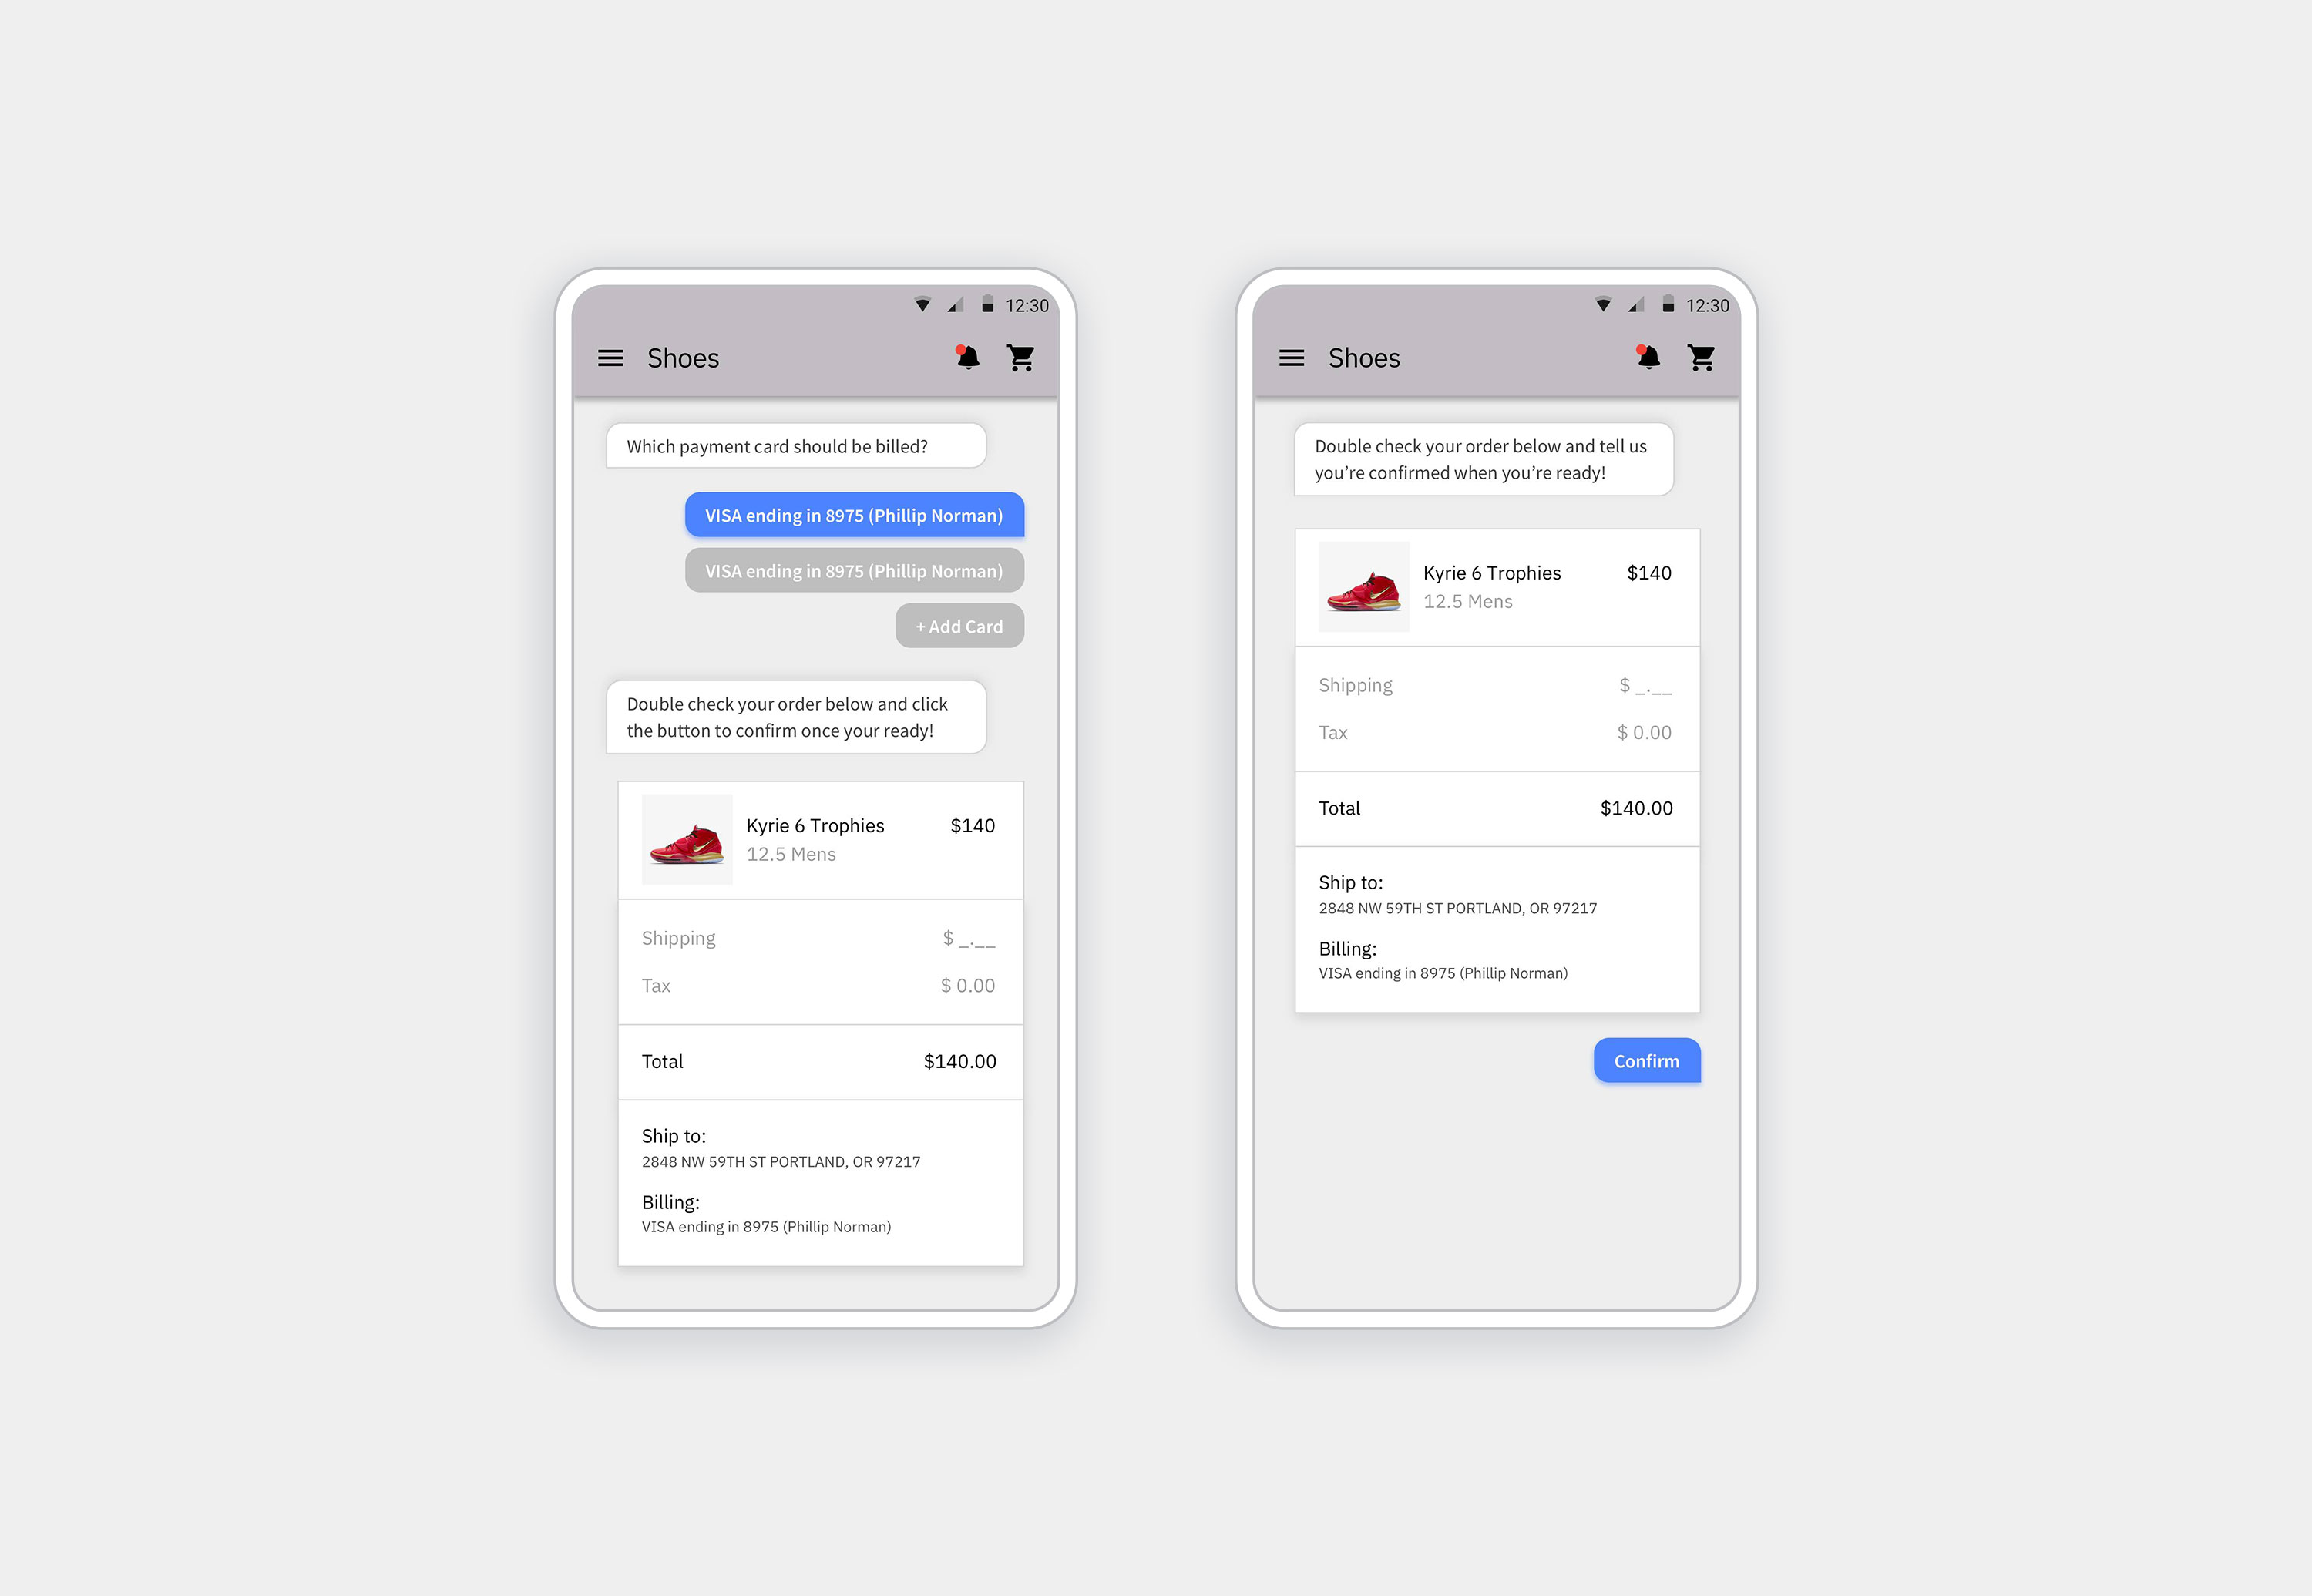 12:30
Shoes
Which payment card should be billed?
VISA ending in 8975 (Phillip Norman)
VISA ending in 8975 (Phillip Norman)
+ Add Card
Double check your order below and click
the button to confirm once your ready!
Kyrie 6 Trophies $140
12.5 Mens
Shipping $ _.__
Tax $ 0.00
Total $140.00
Ship to:
2848 NW 59TH ST PORTLAND, OR 97217
Billing:
VISA ending in 8975 (Phillip Norman)
12:30
Shoes
Double check your order below and tell us
you’re confirmed when you’re ready!
Kyrie 6 Trophies $140
12.5 Mens
Shipping $ _.__
Tax $ 0.00
Total $140.00
Ship to:
2848 NW 59TH ST PORTLAND, OR 97217
Billing:
VISA ending in 8975 (Phillip Norman)
Confirm